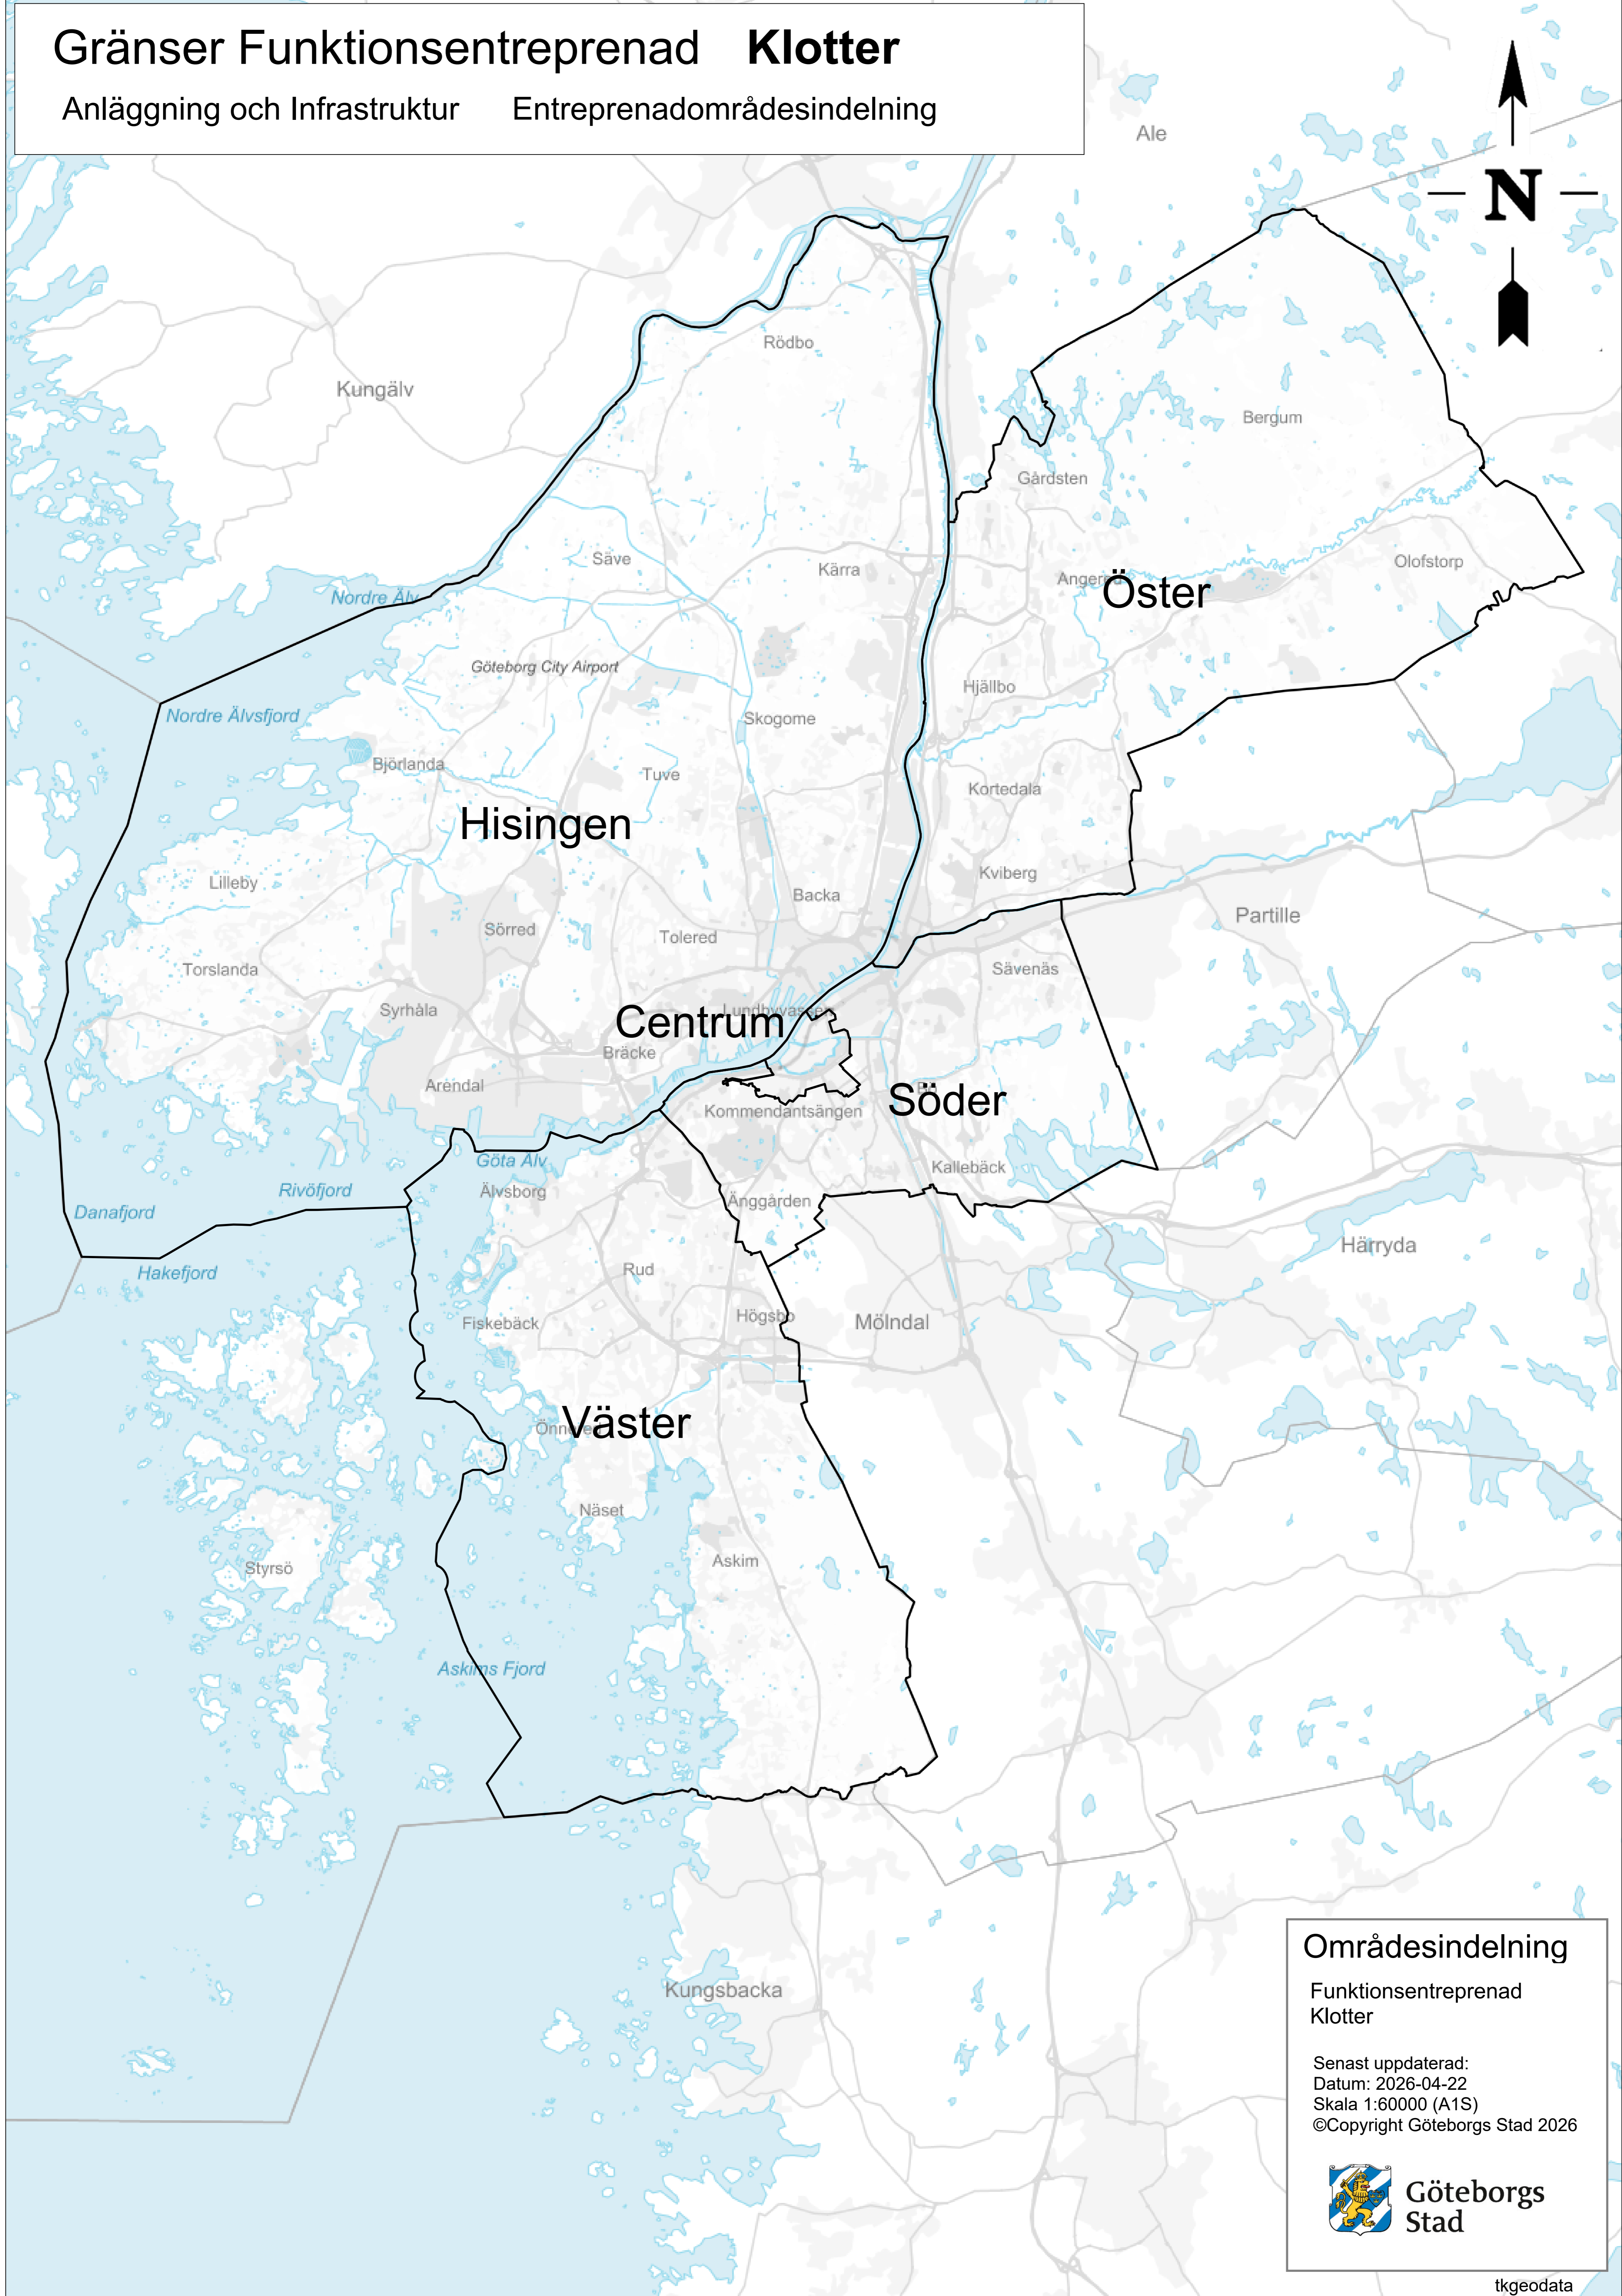 Gränser Funktionsentreprenad Klotter
Anläggning och Infrastruktur Entreprenadområdesindelning
Ale
N
Rödbo
Kungälv
Bergum
Gårdsten
Säve
Kärra
Olofstorp
Angered
Öster
Nordre Älv
Göteborg City Airport
Hjällbo
Nordre Älvsfjord
Skogome
Björlanda
Tuve
Kortedala
Hisingen
Kviberg
Lilleby
Backa
Partille
Sörred
Tolered
Torslanda
Sävenäs
Syrhåla
Lundbyvassen
Centrum
Bräcke
Arendal
Söder
Kommendantsängen
Göta Älv
Kallebäck
Rivöfjord
Älvsborg
Änggården
Danafjord
Härryda
Hakefjord
Rud
Högsbo
Fiskebäck
Mölndal
Väster
Näset
Askim
Styrsö
Askims Fjord
Kungsbacka
Områdesindelning
Funktionsentreprenad
Klotter
Senast uppdaterad:
Datum: 2026-04-22
Skala 1:60000 (A1S)
©Copyright Göteborgs Stad 2026
Göteborgs
Stad
tkgeodata